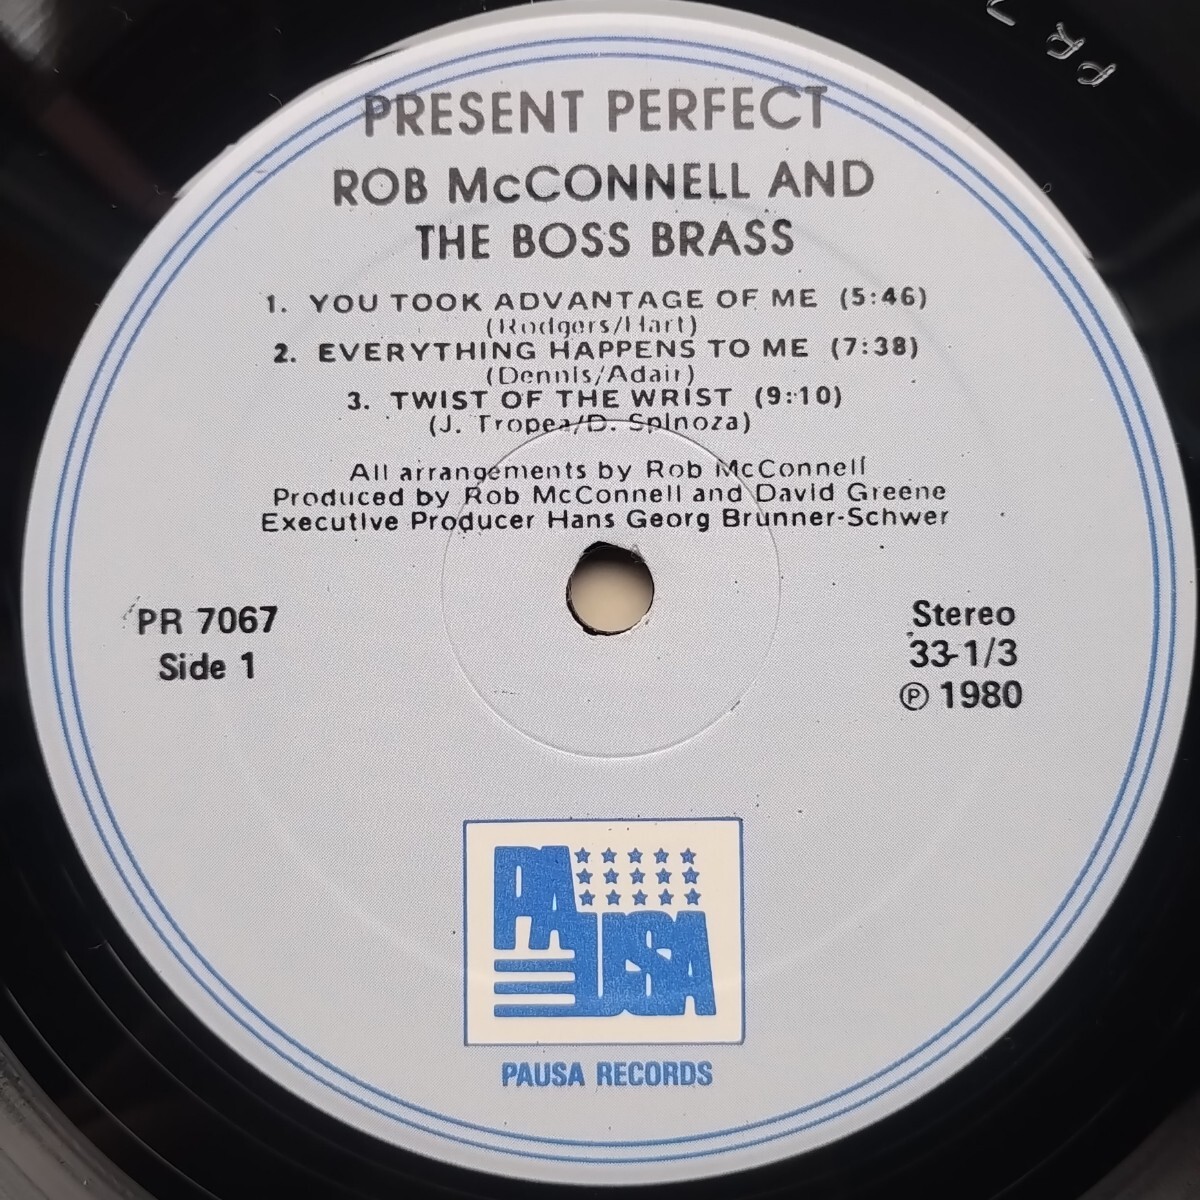 PRESENT PERFECT
ROB McCONNELL AND
THE BOSS BRASS
1. YOU TOOK ADVANTAGE OF ME (5:46)
(Rodgers/Hart)
2. EVERYTHING HAPPENS TO ME (7:38)
(Dennis/Adair)
3. TWIST OF THE WRIST (9:10)
(J. Tropea/D. Spinoza)
All arrangements by Rob McConnell
Produced by Rob McConnell and David Greene
Executive Producer Hans Georg Brunner-Schwer
PR 7067
Side 1
Stereo
33-1/3
℗ 1980
PAUSA
PAUSA RECORDS
PR 7